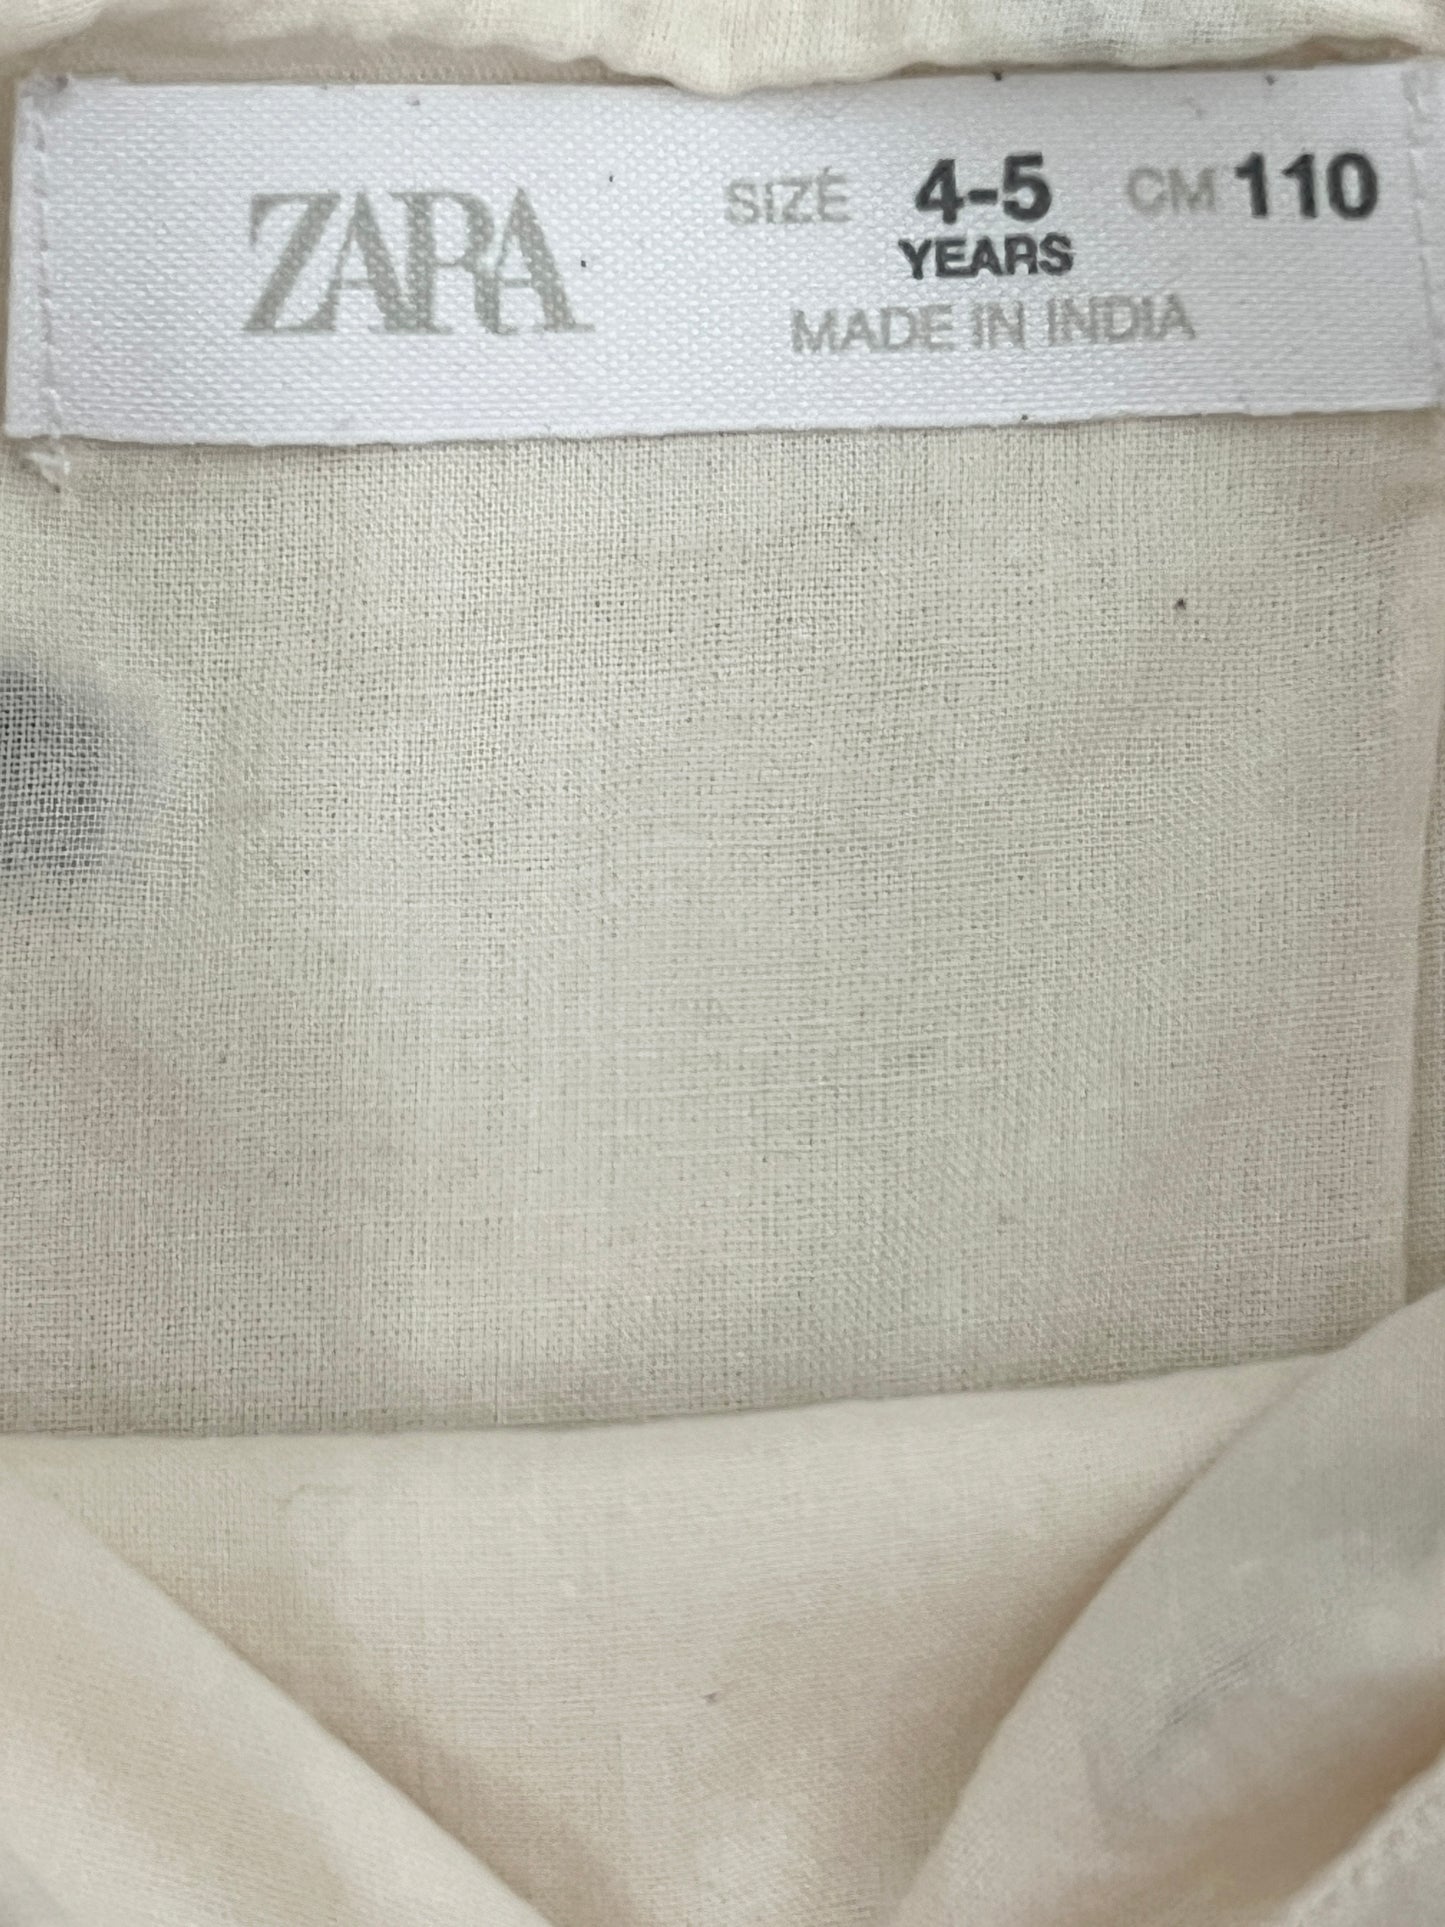 ZARA
SIZE 4-5 CM 110
YEARS
MADE IN INDIA